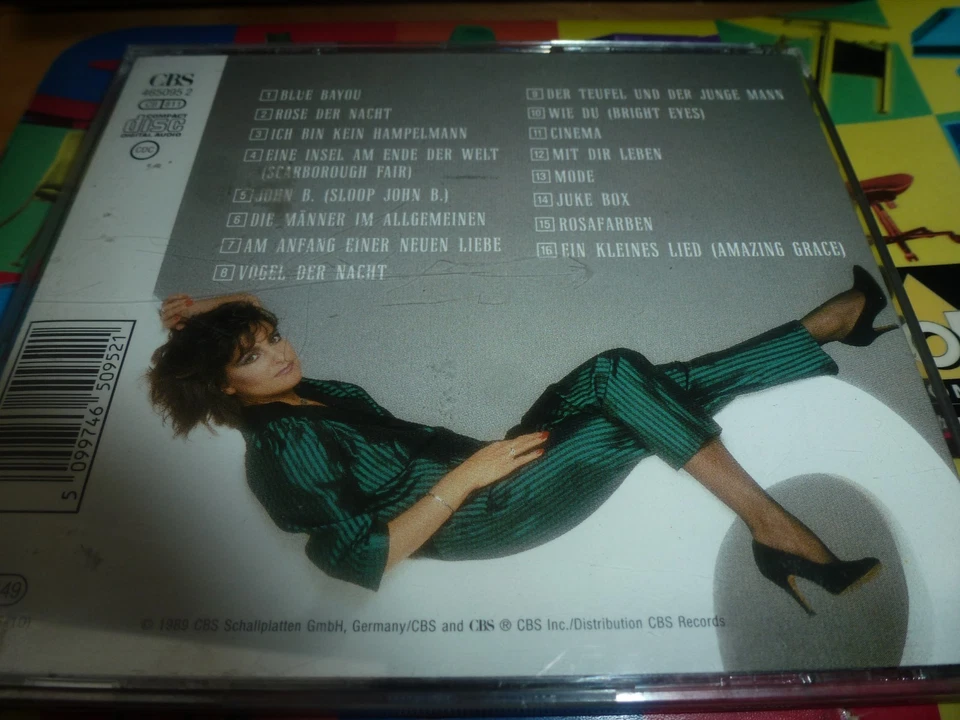 CBS
465095 2
COMPACT
disc
DIGITAL AUDIO
1 BLUE BAYOU
2 ROSE DER NACHT
3 ICH BIN KEIN HAMPELMANN
4 EINE INSEL AM ENDE DER WELT
(SCARBOROUGH FAIR)
5 JOHN B. (SLOOP JOHN B.)
6 DIE MÄNNER IM ALLGEMEINEN
7 AM ANFANG EINER NEUEN LIEBE
8 VOGEL DER NACHT
9 DER TEUFEL UND DER JUNGE MANN
10 WIE DU (BRIGHT EYES)
11 CINEMA
12 MIT DIR LEBEN
13 MODE
14 JUKE BOX
15 ROSAFARBEN
16 EIN KLEINES LIED (AMAZING GRACE)
5 099746 509521
49
© 1989 CBS Schallplatten GmbH, Germany/CBS and CBS ® CBS Inc./Distribution CBS Records